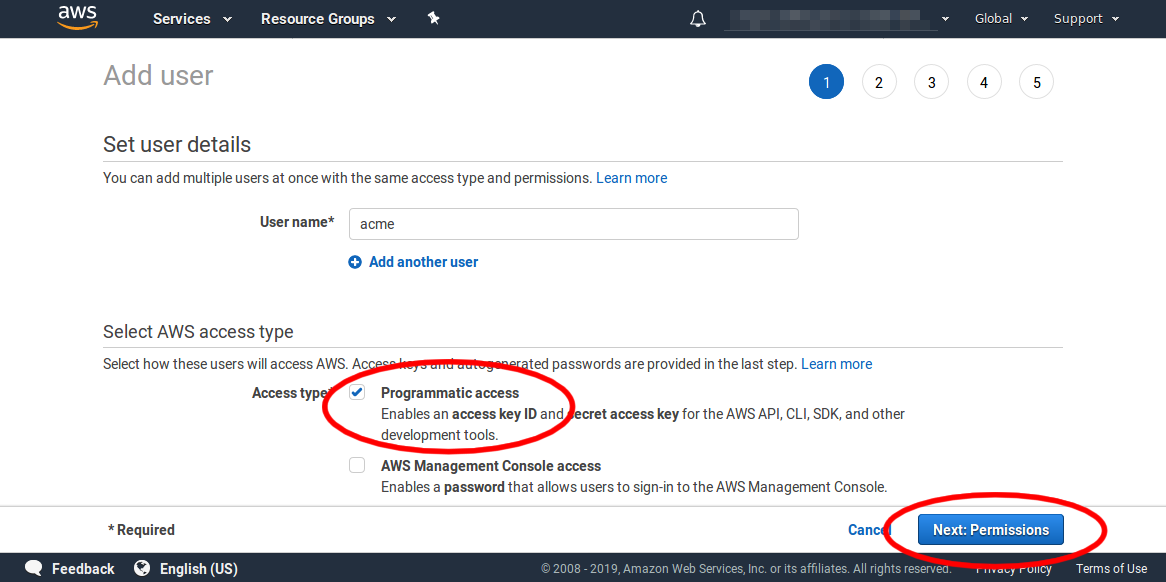 aws Services Resource Groups Global Support
Add user 1 2 3 4 5
Set user details
You can add multiple users at once with the same access type and permissions. Learn more
User name* acme
Add another user
Select AWS access type
Select how these users will access AWS. Access keys and autogenerated passwords are provided in the last step. Learn more
Access type* Programmatic access
Enables an access key ID and secret access key for the AWS API, CLI, SDK, and other
development tools.
AWS Management Console access
Enables a password that allows users to sign-in to the AWS Management Console.
* Required Cancel Next: Permissions
Feedback English (US) © 2008 - 2019, Amazon Web Services, Inc. or its affiliates. All rights reserved. Privacy Policy Terms of Use